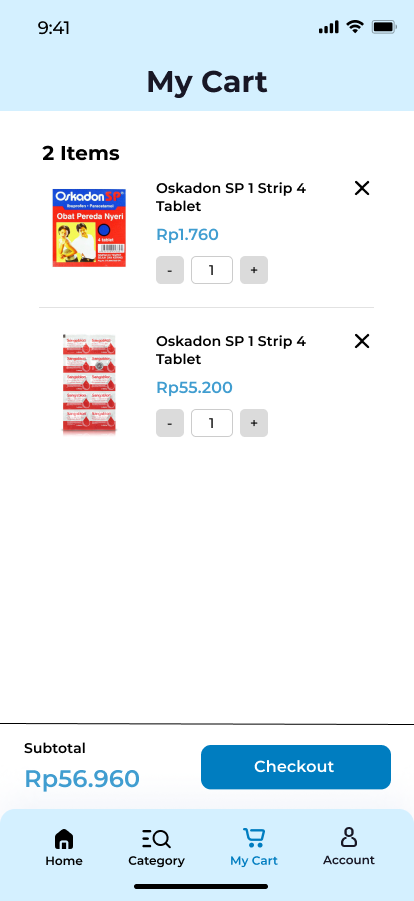 9:41
My Cart
2 Items
Oskadon SP
Ibuprofen • Paracetamol
Obat Pereda Nyeri
4 tablet
Oskadon SP 1 Strip 4
Tablet
Rp1.760
- 1 +
Oskadon SP 1 Strip 4
Tablet
Rp55.200
- 1 +
Subtotal
Rp56.960
Checkout
Home
Category
My Cart
Account